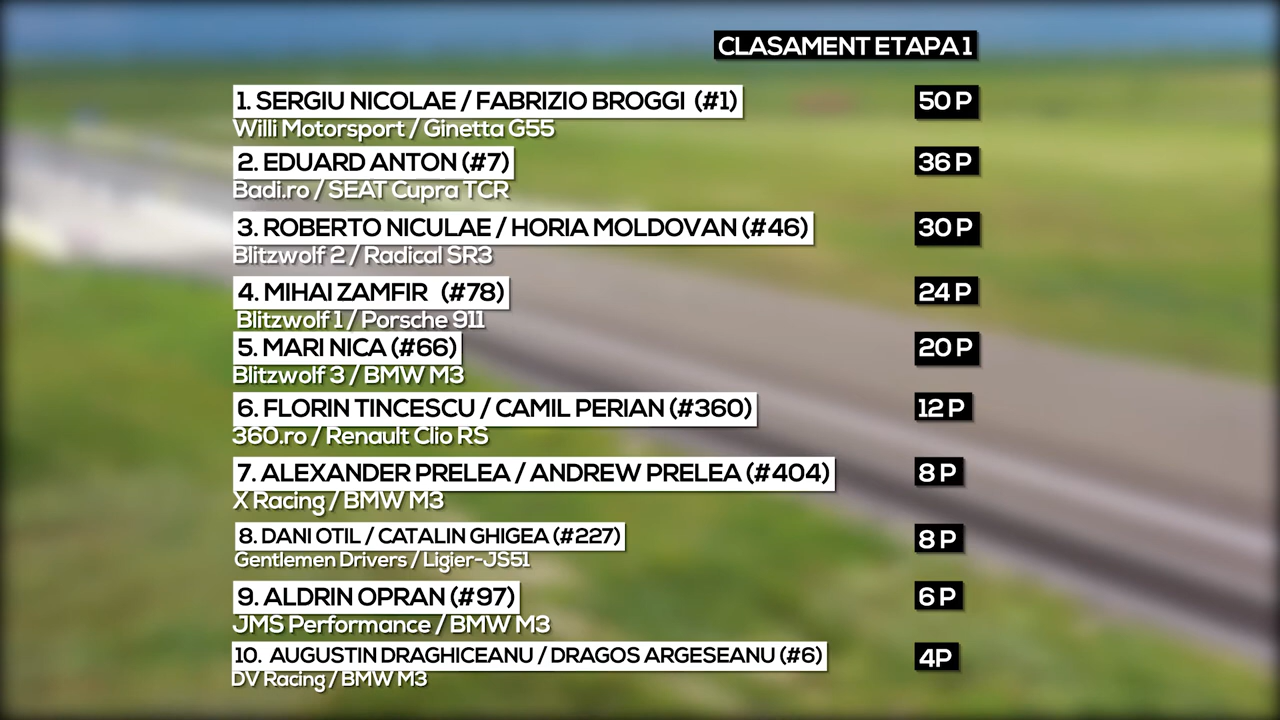 CLASAMENT ETAPA 1
1. SERGIU NICOLAE / FABRIZIO BROGGI (#1) 50 P
Willi Motorsport / Ginetta G55
2. EDUARD ANTON (#7) 36 P
Badi.ro / SEAT Cupra TCR
3. ROBERTO NICULAE / HORIA MOLDOVAN (#46) 30 P
Blitzwolf 2 / Radical SR3
4. MIHAI ZAMFIR (#78) 24 P
Blitzwolf 1 / Porsche 911
5. MARI NICA (#66) 20 P
Blitzwolf 3 / BMW M3
6. FLORIN TINCESCU / CAMIL PERIAN (#360) 12 P
360.ro / Renault Clio RS
7. ALEXANDER PRELEA / ANDREW PRELEA (#404) 8 P
X Racing / BMW M3
8. DANI OTIL / CATALIN GHIGEA (#227) 8 P
Gentlemen Drivers / Ligier-JS51
9. ALDRIN OPRAN (#97) 6 P
JMS Performance / BMW M3
10. AUGUSTIN DRAGHICEANU / DRAGOS ARGESEANU (#6) 4P
DV Racing / BMW M3